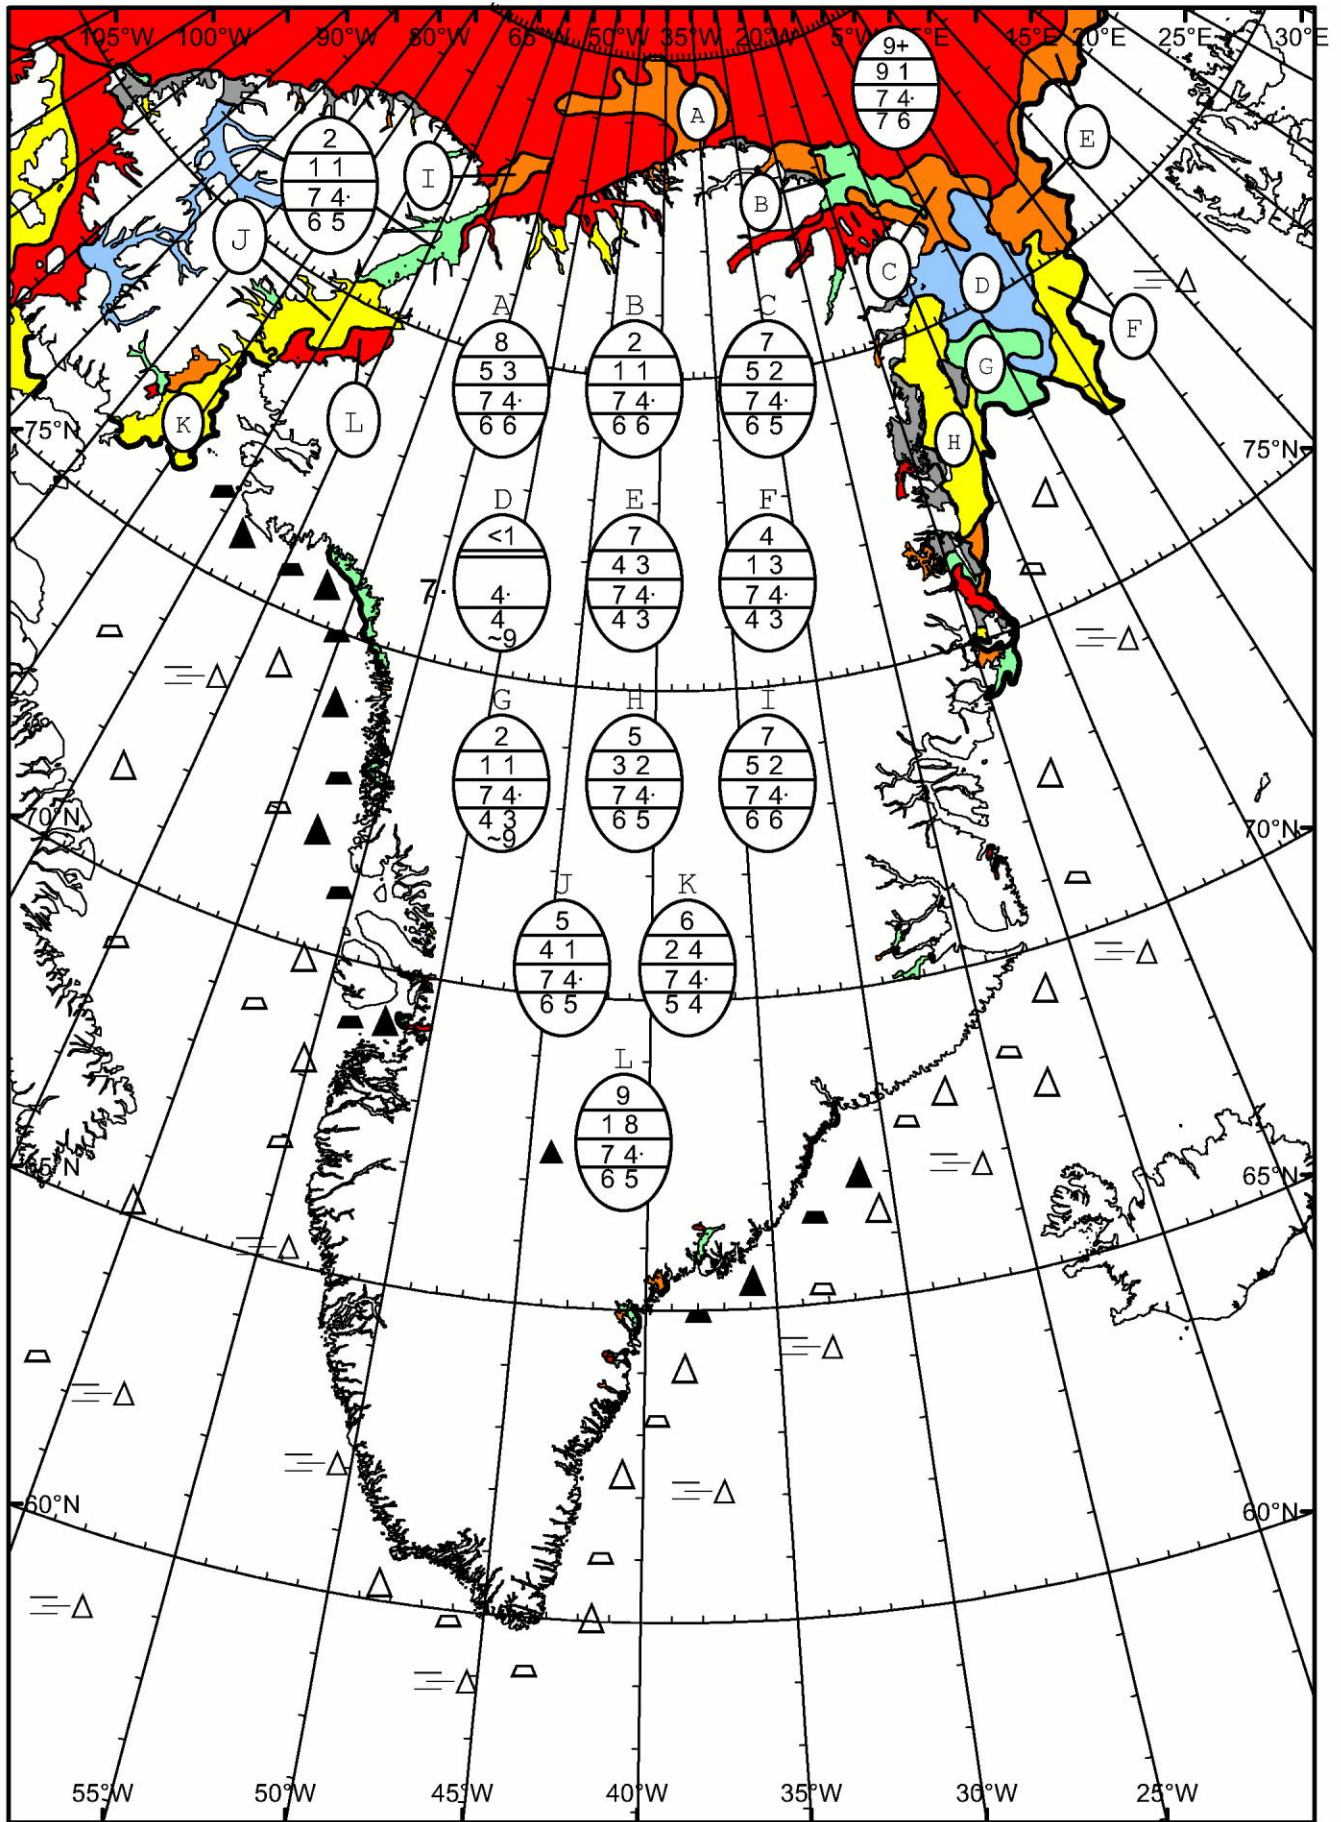 105°W 100°W 90°W 80°W 65°W 50°W 35°W 20°W 5°W 5°E 15°E 20°E 25°E 30°E
9+
9 1
7 4·
7 6
2
1 1
7 4·
6 5
A
E
I
B
J
C
D
F
G
K
L
H
75°N
75°N
A B C
8 2 7
5 3 1 1 5 2
7 4· 7 4· 7 4·
6 6 6 6 6 5
D E F
<1 7 4
4 3 1 3
7· 4· 7 4· 7 4·
4 4 3 4 3
~9
G H I
2 5 7
1 1 3 2 5 2
7 4· 7 4· 7 4·
4 3 6 5 6 6
~9
70°N
70°N
J K
5 6
4 1 2 4
7 4· 7 4·
6 5 5 4
L
9
1 8
7 4·
6 5
65°N
65°N
60°N
60°N
55°W 50°W 45°W 40°W 35°W 30°W 25°W